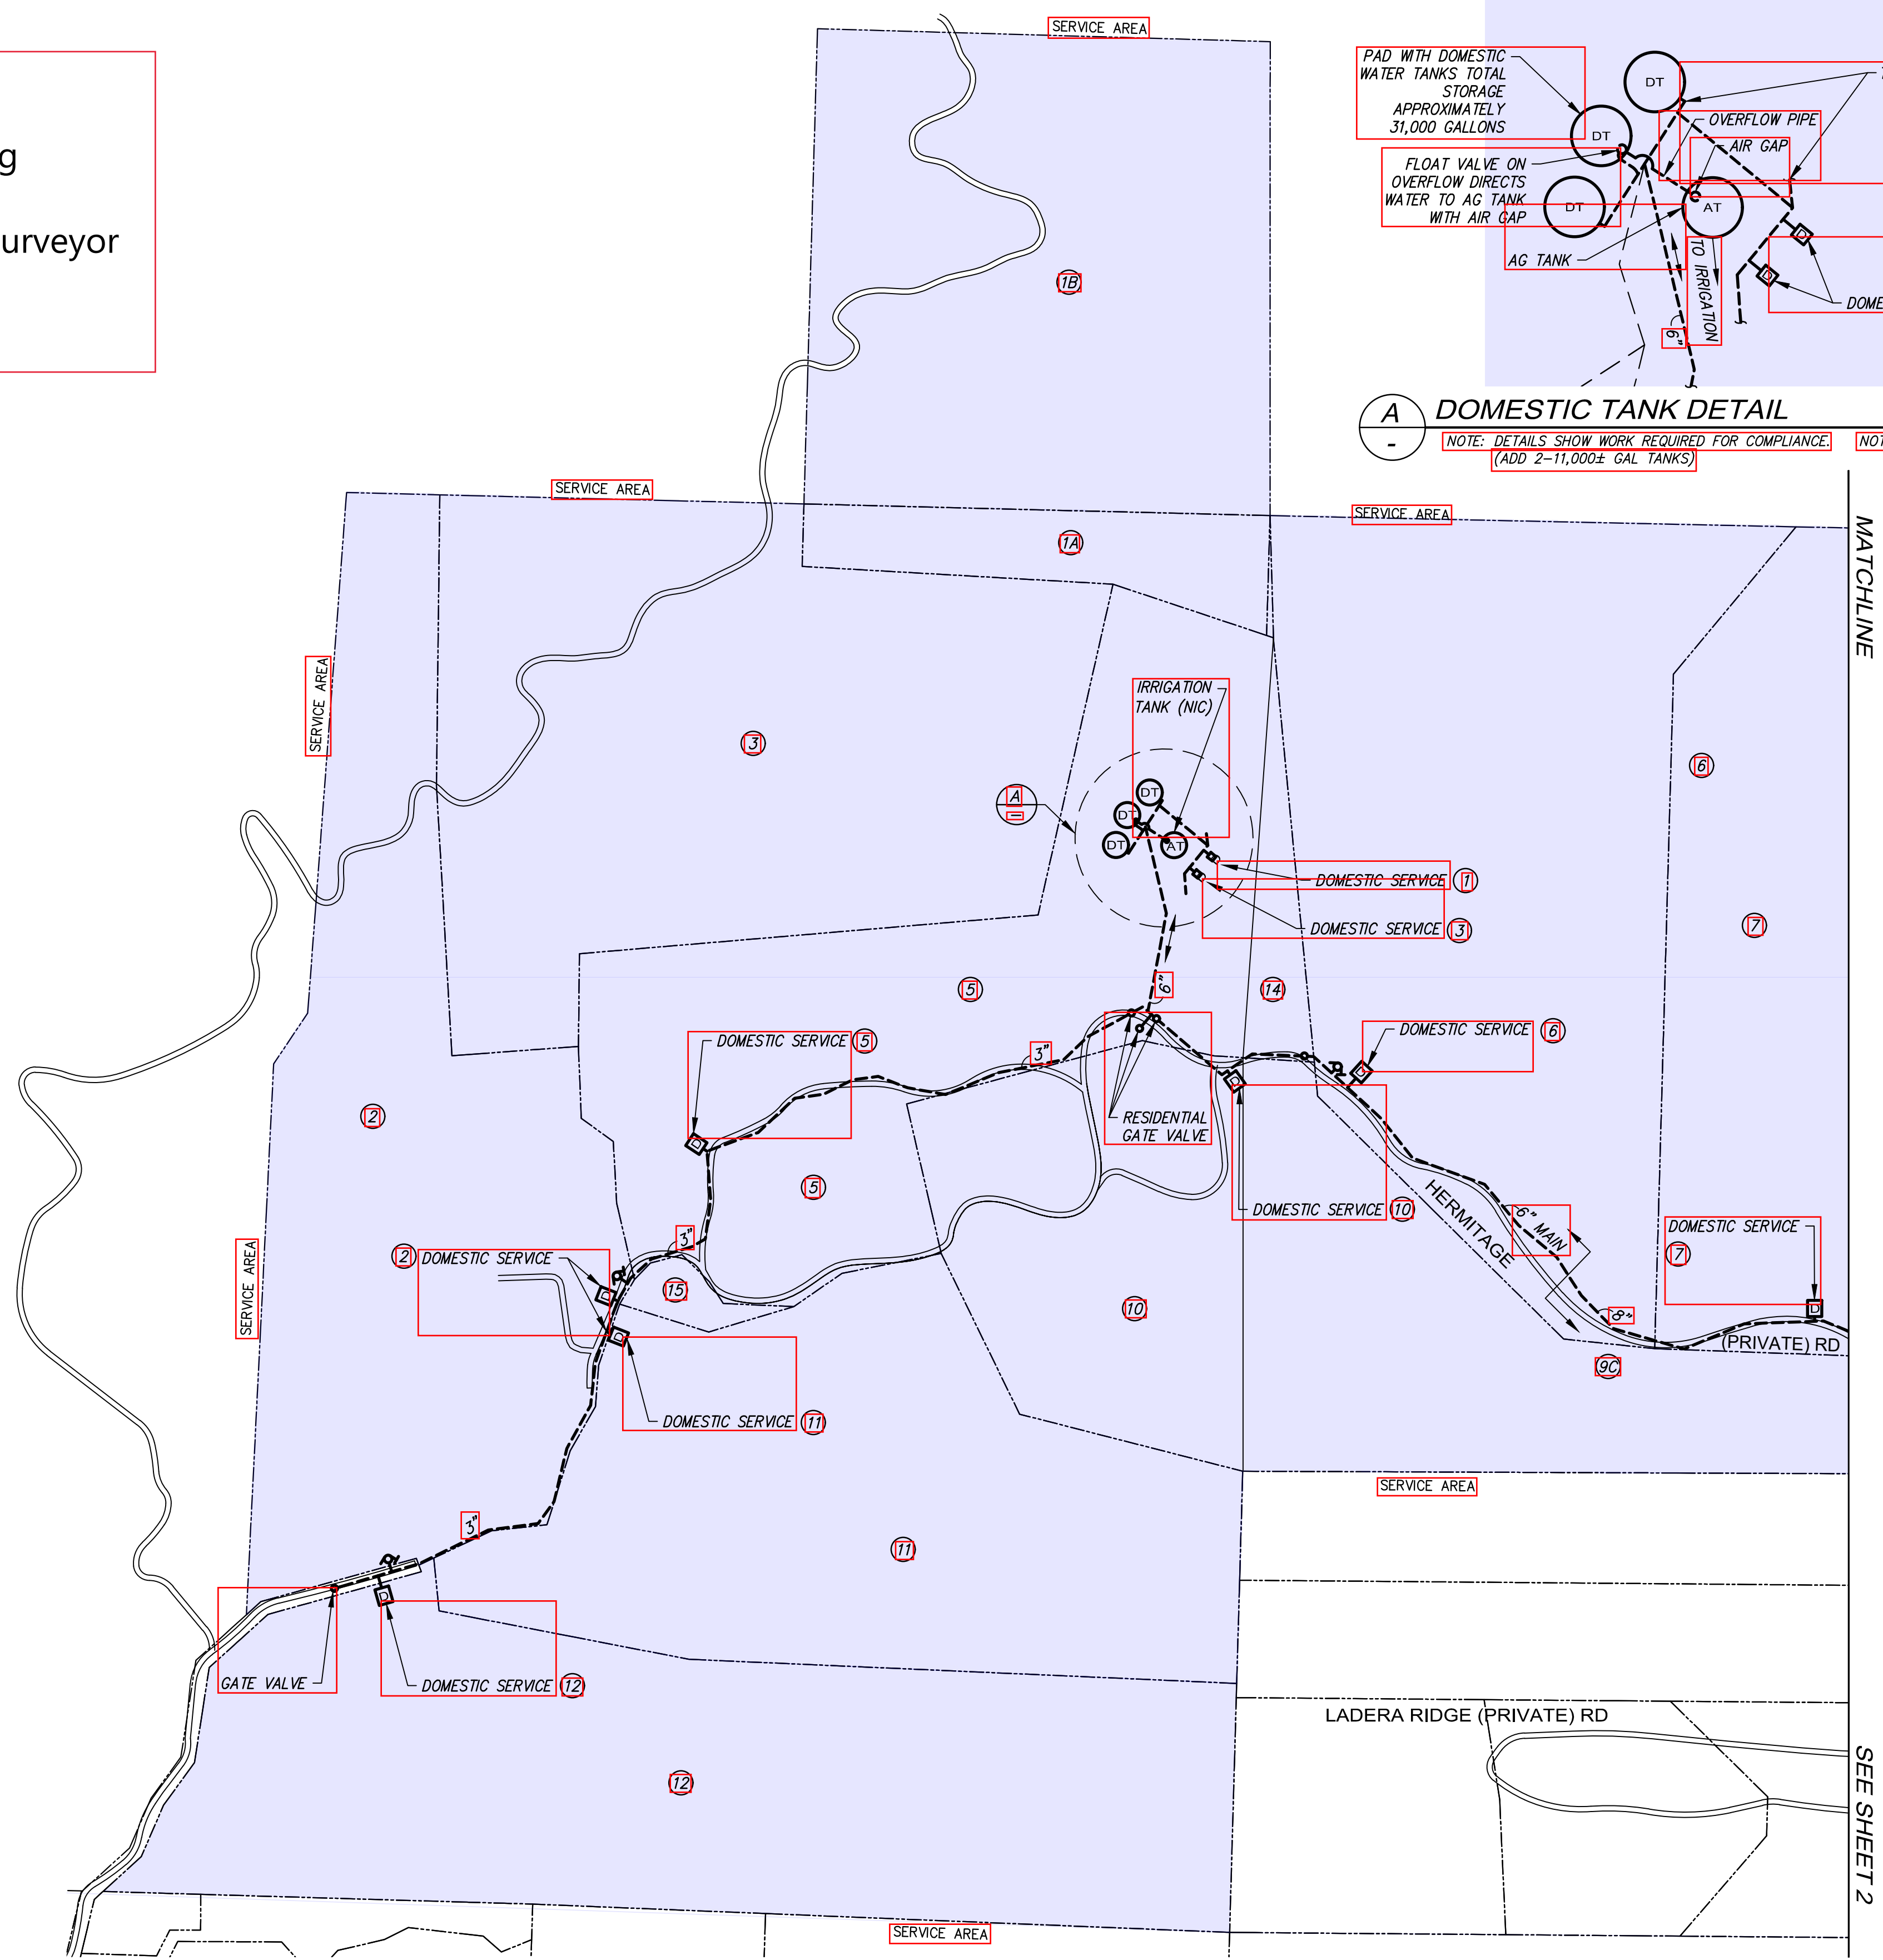 g
urveyor
SERVICE AREA
PAD WITH DOMESTIC
WATER TANKS TOTAL
STORAGE
APPROXIMATELY
31,000 GALLONS
FLOAT VALVE ON
OVERFLOW DIRECTS
WATER TO AG TANK
WITH AIR GAP
AG TANK
DT
DT
DT
AT
OVERFLOW PIPE
AIR GAP
D
D
DOME
TO IRRIGATION
6"
A
-
DOMESTIC TANK DETAIL
NOTE: DETAILS SHOW WORK REQUIRED FOR COMPLIANCE.
(ADD 2-11,000± GAL TANKS)
NOT
1B
SERVICE AREA
SERVICE AREA
1A
MATCHLINE
SERVICE AREA
3
IRRIGATION
TANK (NIC)
A
-
DT
DT
DT
AT
6
DOMESTIC SERVICE 1
DOMESTIC SERVICE 3
7
5
6"
14
DOMESTIC SERVICE 5
3"
DOMESTIC SERVICE 6
D
D
D
2
RESIDENTIAL
GATE VALVE
5
DOMESTIC SERVICE 10
HERMITAGE
6" MAIN
DOMESTIC SERVICE
7
D
SERVICE AREA
2 DOMESTIC SERVICE
3"
D
D
15
10
8"
(PRIVATE) RD
9C
DOMESTIC SERVICE 11
SERVICE AREA
3"
11
D
GATE VALVE
DOMESTIC SERVICE 12
LADERA RIDGE (PRIVATE) RD
12
SEE SHEET 2
SERVICE AREA